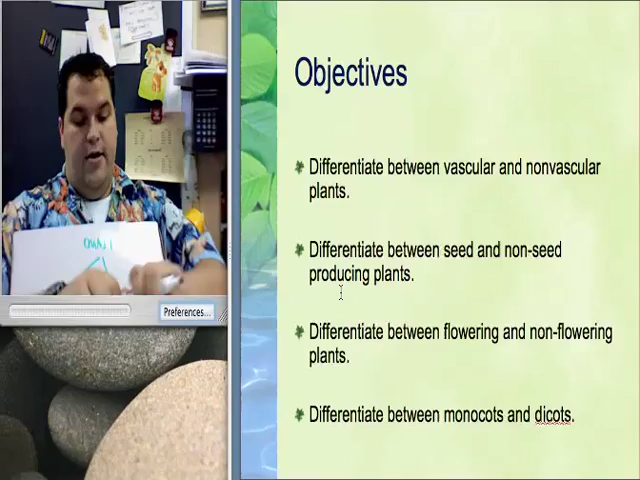 Objectives
Differentiate between vascular and nonvascular
plants.
Differentiate between seed and non-seed
producing plants.
Differentiate between flowering and non-flowering
plants.
Differentiate between monocots and dicots.
Preferences...